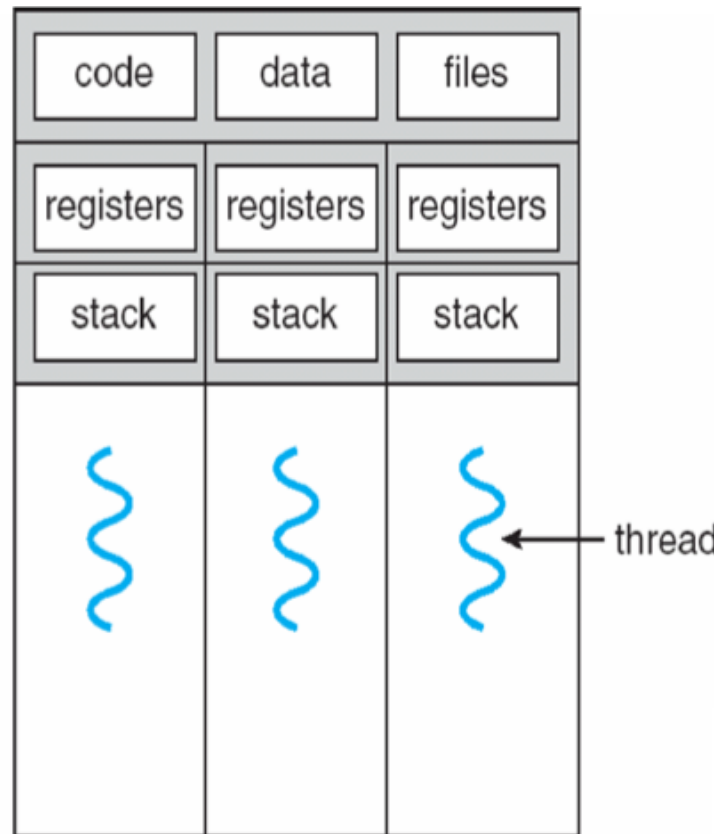 code data files
registers registers registers
stack stack stack
thread